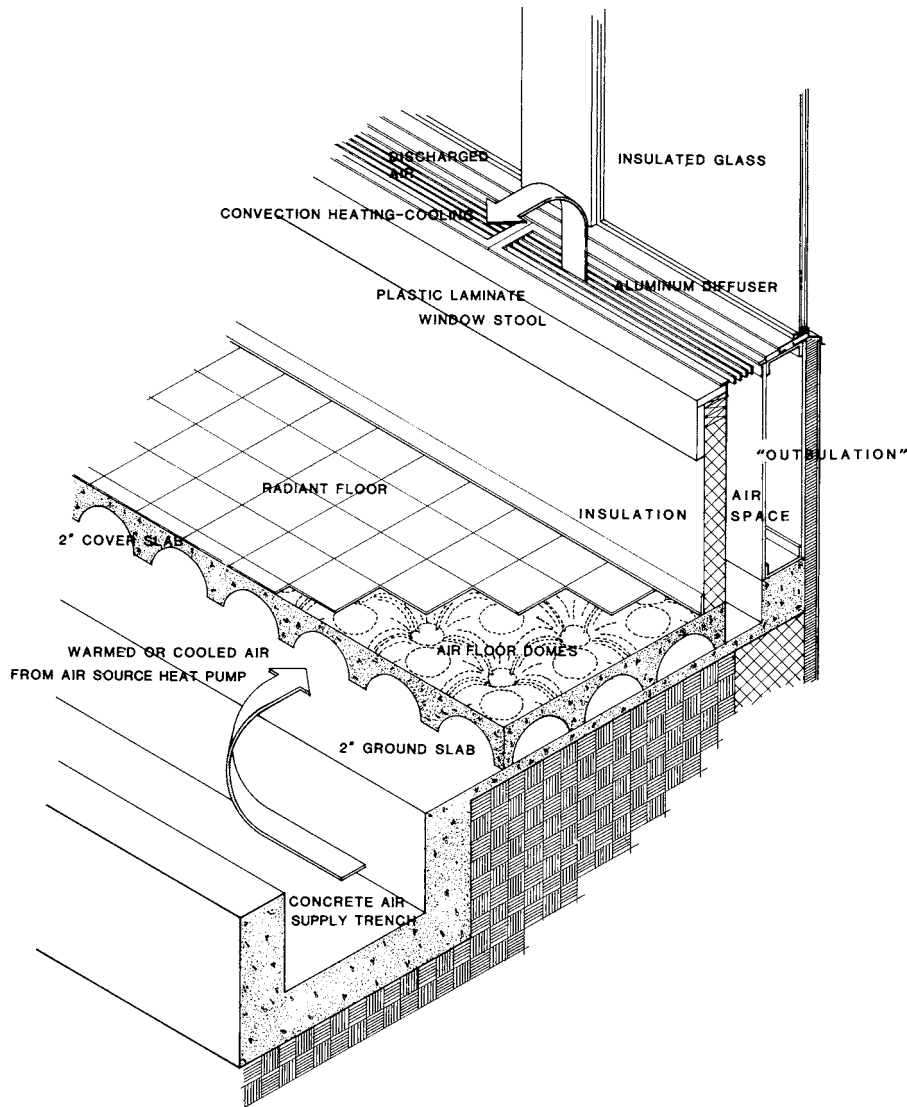 DISCHARGED
AIR
INSULATED GLASS
CONVECTION HEATING-COOLING
ALUMINUM DIFFUSER
PLASTIC LAMINATE
WINDOW STOOL
"OUTBULATION"
RADIANT FLOOR
INSULATION
AIR
SPACE
2" COVER SLAB
AIR FLOOR DOMES
WARMED OR COOLED AIR
FROM AIR SOURCE HEAT PUMP
2" GROUND SLAB
CONCRETE AIR
SUPPLY TRENCH